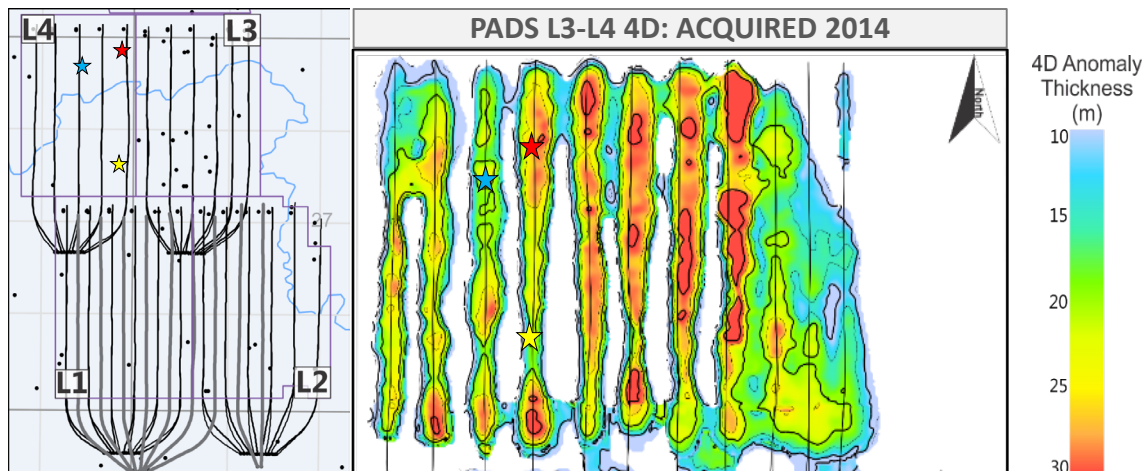 L4
L3
27
L1
L2
PADS L3-L4 4D: ACQUIRED 2014
North
4D Anomaly
Thickness
(m)
10
15
20
25
30